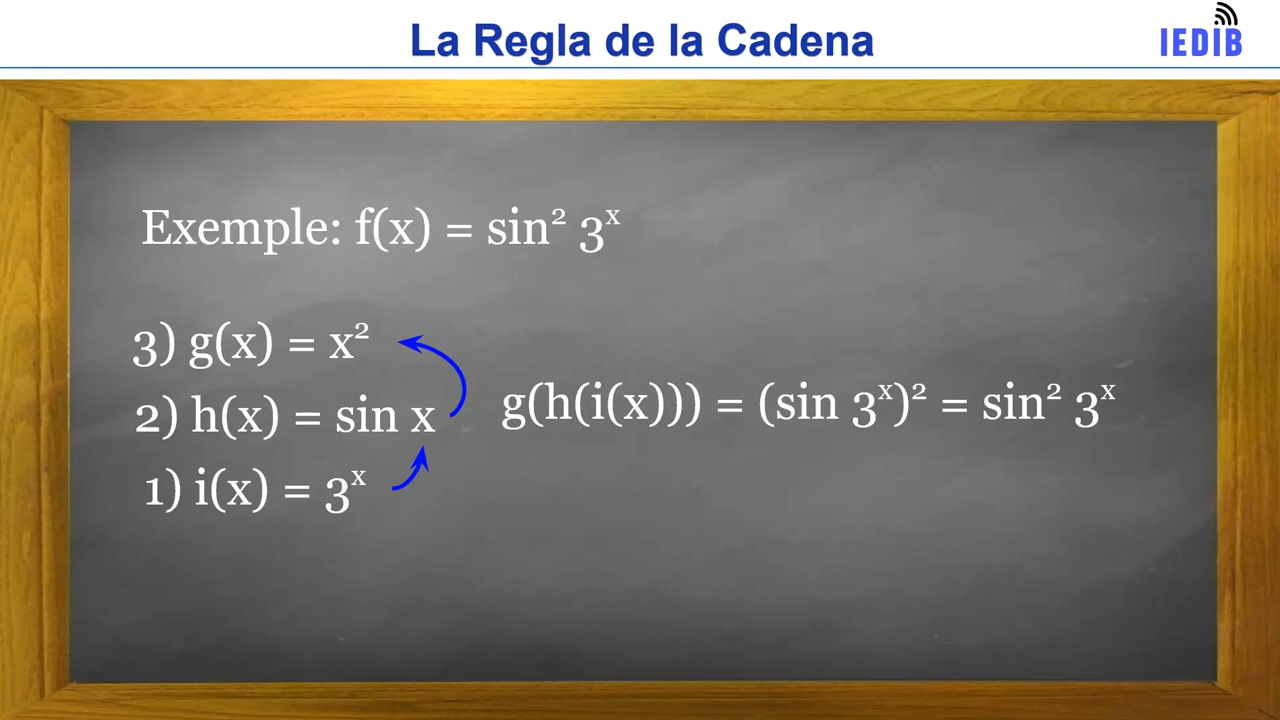 La Regla de la Cadena
IEDIB
Exemple: f(x) = sin² 3ˣ
3) g(x) = x²
2) h(x) = sin x
g(h(i(x))) = (sin 3ˣ)² = sin² 3ˣ
1) i(x) = 3ˣ